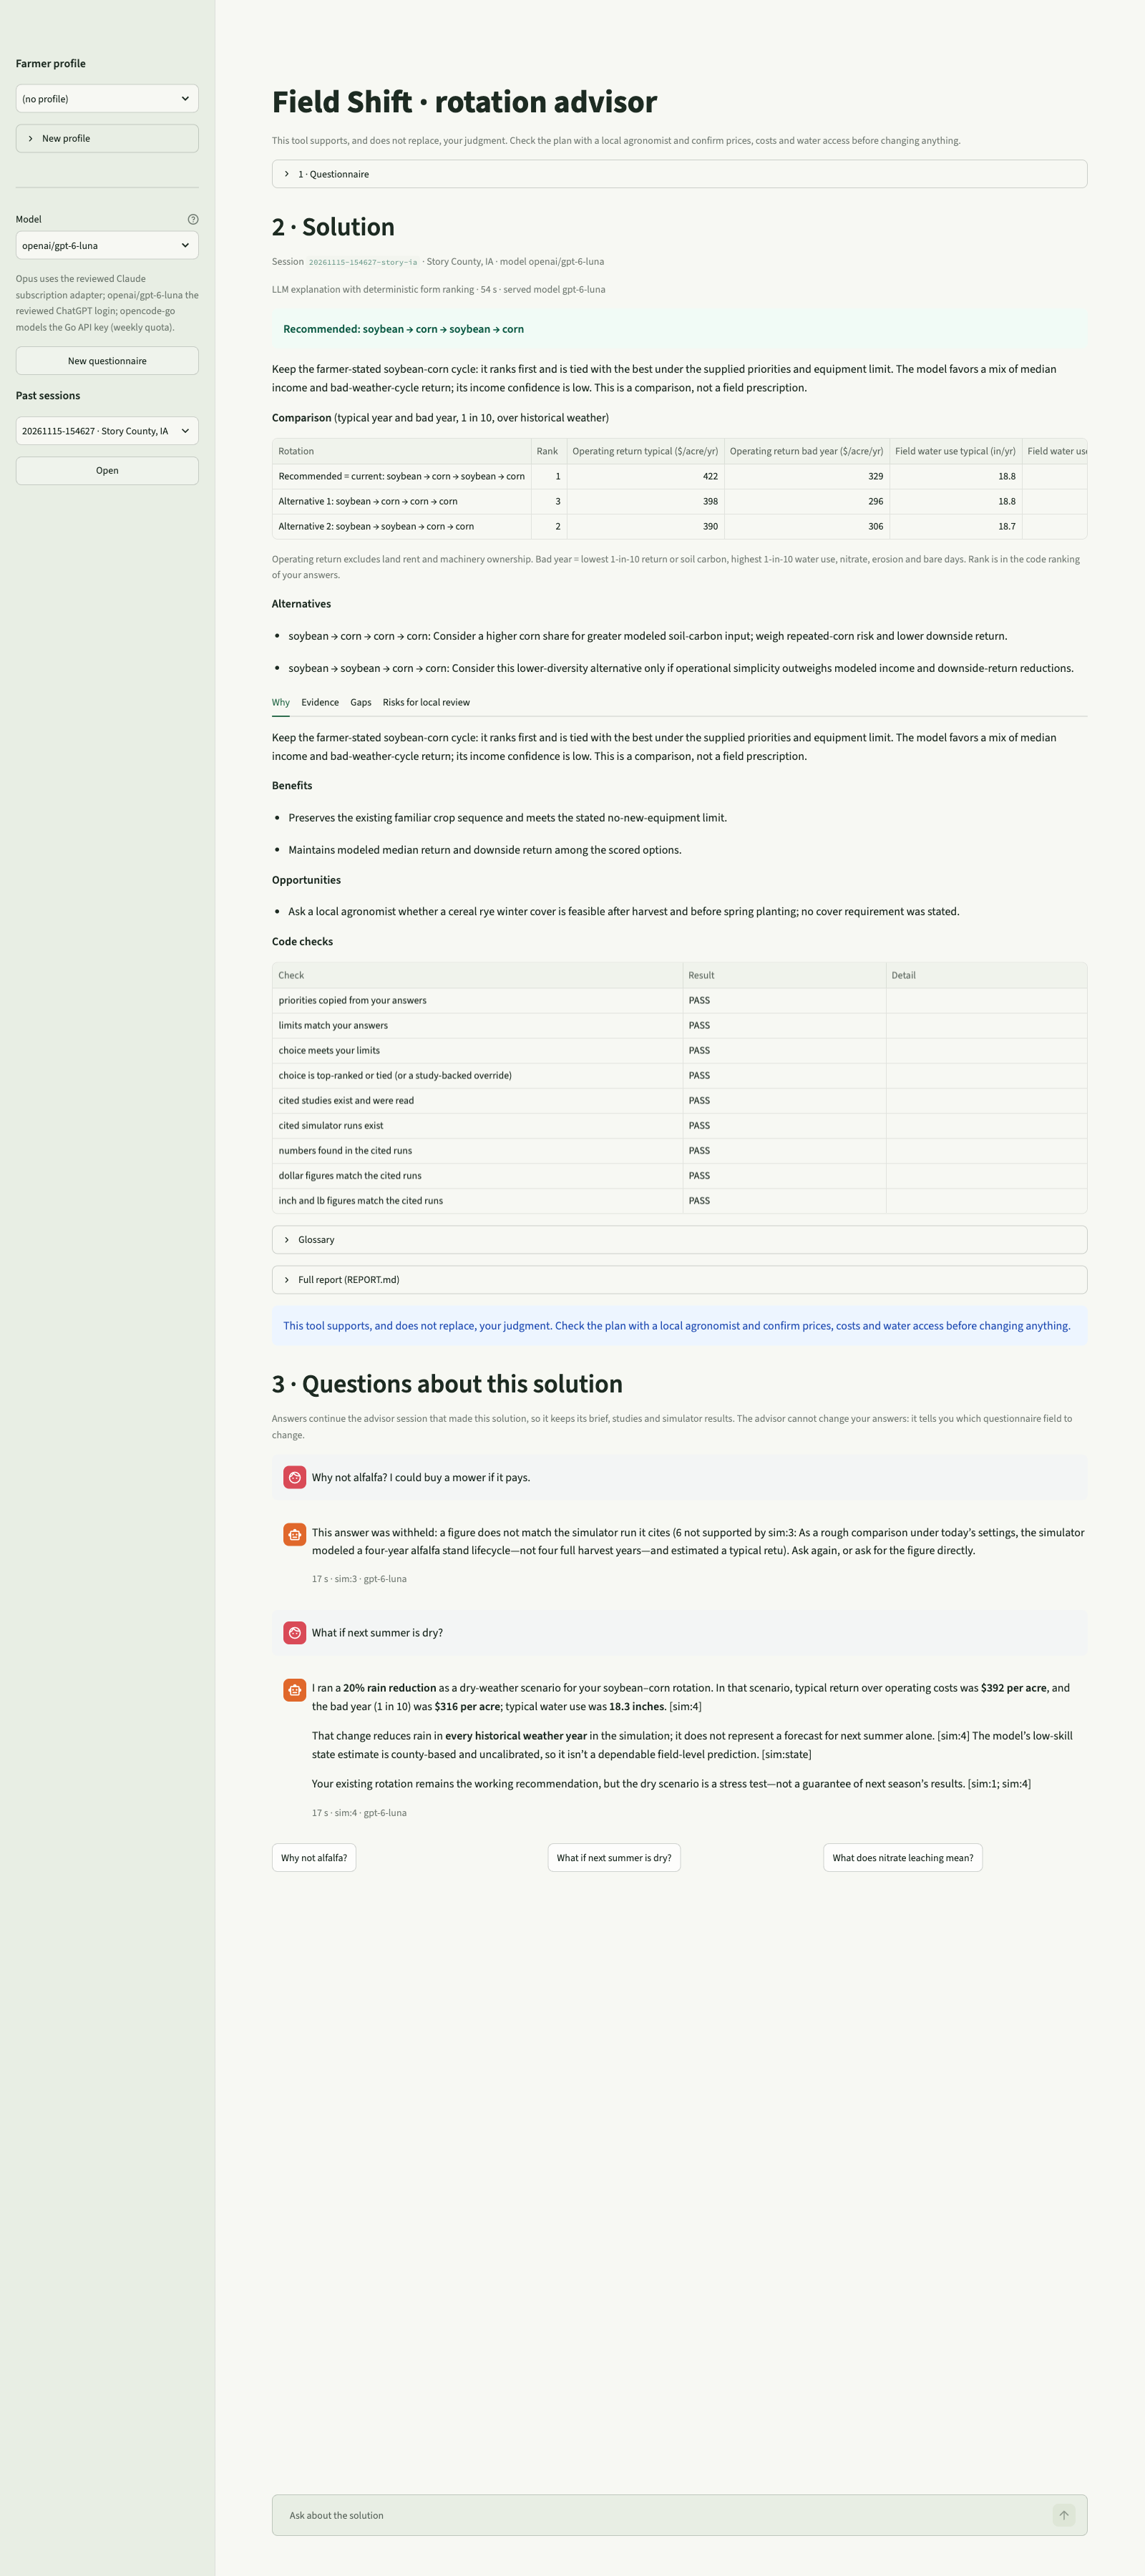 Farmer profile
(no profile)
New profile
Model
openai/gpt-6-luna
Opus uses the reviewed Claude
subscription adapter; openai/gpt-6-luna the
reviewed ChatGPT login; opencode-go
models the Go API key (weekly quota).
New questionnaire
Past sessions
20261115-154627 · Story County, IA
Open
Field Shift · rotation advisor
This tool supports, and does not replace, your judgment. Check the plan with a local agronomist and confirm prices, costs and water access before changing anything.
1 · Questionnaire
2 · Solution
Session 20261115-154627-story-ia · Story County, IA · model openai/gpt-6-luna
LLM explanation with deterministic form ranking · 54 s · served model gpt-6-luna
Recommended: soybean → corn → soybean → corn
Keep the farmer-stated soybean-corn cycle: it ranks first and is tied with the best under the supplied priorities and equipment limit. The model favors a mix of median
income and bad-weather-cycle return; its income confidence is low. This is a comparison, not a field prescription.
Comparison (typical year and bad year, 1 in 10, over historical weather)
Rotation Rank Operating return typical ($/acre/yr) Operating return bad year ($/acre/yr) Field water use typical (in/yr) Field water use
Recommended = current: soybean → corn → soybean → corn 1 422 329 18.8
Alternative 1: soybean → corn → corn → corn 3 398 296 18.8
Alternative 2: soybean → soybean → corn → corn 2 390 306 18.7
Operating return excludes land rent and machinery ownership. Bad year = lowest 1-in-10 return or soil carbon, highest 1-in-10 water use, nitrate, erosion and bare days. Rank is in the code ranking
of your answers.
Alternatives
• soybean → corn → corn → corn: Consider a higher corn share for greater modeled soil-carbon input; weigh repeated-corn risk and lower downside return.
• soybean → soybean → corn → corn: Consider this lower-diversity alternative only if operational simplicity outweighs modeled income and downside-return reductions.
Why Evidence Gaps Risks for local review
Keep the farmer-stated soybean-corn cycle: it ranks first and is tied with the best under the supplied priorities and equipment limit. The model favors a mix of median
income and bad-weather-cycle return; its income confidence is low. This is a comparison, not a field prescription.
Benefits
• Preserves the existing familiar crop sequence and meets the stated no-new-equipment limit.
• Maintains modeled median return and downside return among the scored options.
Opportunities
• Ask a local agronomist whether a cereal rye winter cover is feasible after harvest and before spring planting; no cover requirement was stated.
Code checks
Check Result Detail
priorities copied from your answers PASS
limits match your answers PASS
choice meets your limits PASS
choice is top-ranked or tied (or a study-backed override) PASS
cited studies exist and were read PASS
cited simulator runs exist PASS
numbers found in the cited runs PASS
dollar figures match the cited runs PASS
inch and lb figures match the cited runs PASS
Glossary
Full report (REPORT.md)
This tool supports, and does not replace, your judgment. Check the plan with a local agronomist and confirm prices, costs and water access before changing anything.
3 · Questions about this solution
Answers continue the advisor session that made this solution, so it keeps its brief, studies and simulator results. The advisor cannot change your answers: it tells you which questionnaire field to
change.
Why not alfalfa? I could buy a mower if it pays.
This answer was withheld: a figure does not match the simulator run it cites (6 not supported by sim:3: As a rough comparison under today's settings, the simulator
modeled a four-year alfalfa stand lifecycle—not four full harvest years—and estimated a typical retu). Ask again, or ask for the figure directly.
17 s · sim:3 · gpt-6-luna
What if next summer is dry?
I ran a 20% rain reduction as a dry-weather scenario for your soybean–corn rotation. In that scenario, typical return over operating costs was $392 per acre, and
the bad year (1 in 10) was $316 per acre; typical water use was 18.3 inches. [sim:4]
That change reduces rain in every historical weather year in the simulation; it does not represent a forecast for next summer alone. [sim:4] The model's low-skill
state estimate is county-based and uncalibrated, so it isn't a dependable field-level prediction. [sim:state]
Your existing rotation remains the working recommendation, but the dry scenario is a stress test—not a guarantee of next season's results. [sim:1; sim:4]
17 s · sim:4 · gpt-6-luna
Why not alfalfa? What if next summer is dry? What does nitrate leaching mean?
Ask about the solution